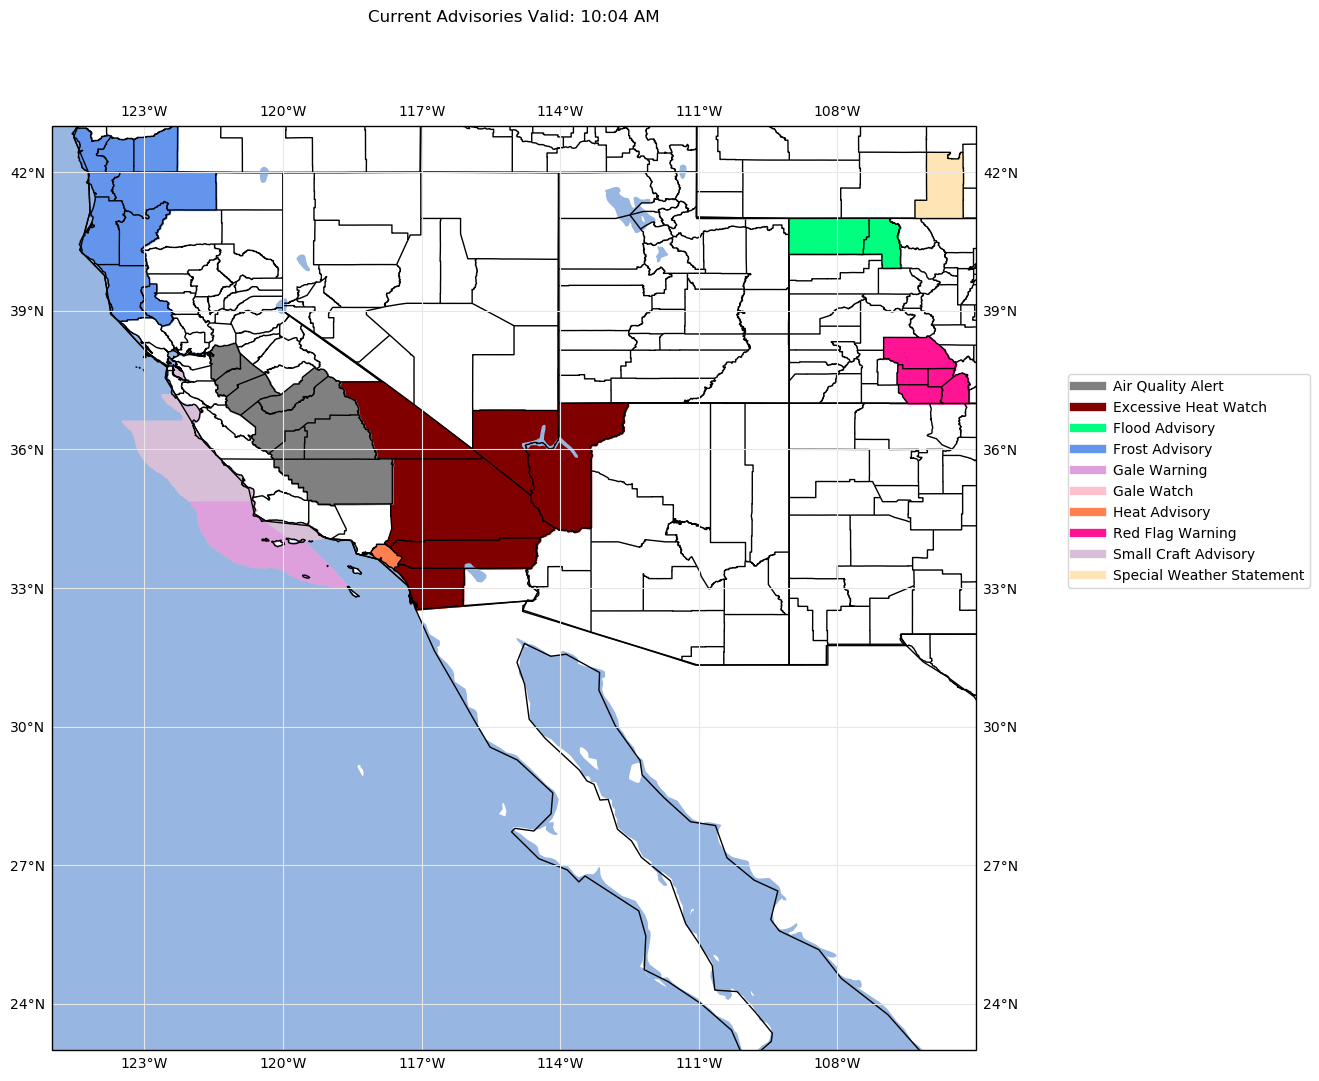 Current Advisories Valid: 10:04 AM
123°W 120°W 117°W 114°W 111°W 108°W
42°N 42°N
39°N 39°N
Air Quality Alert
Excessive Heat Watch
Flood Advisory
36°N Frost Advisory 36°N
Gale Warning
Gale Watch
Heat Advisory
Red Flag Warning
Small Craft Advisory
Special Weather Statement
33°N 33°N
30°N 30°N
27°N 27°N
24°N 24°N
123°W 120°W 117°W 114°W 111°W 108°W